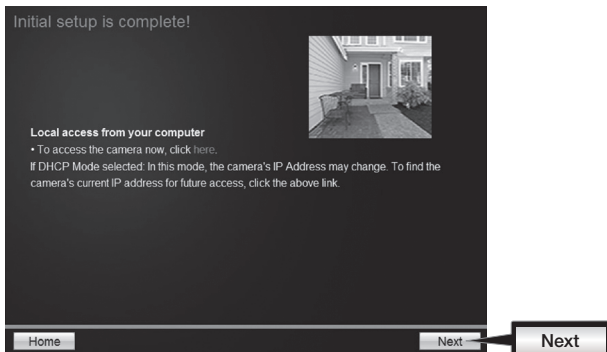 Initial setup is complete!
Local access from your computer
• To access the camera now, click here.
If DHCP Mode selected: In this mode, the camera's IP Address may change. To find the
camera's current IP address for future access, click the above link.
Home
Next
Next